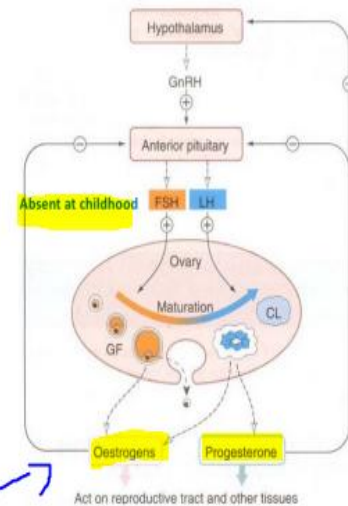 Hypothalamus
GnRH
+
Anterior pituitary
− −
−
Absent at childhood FSH LH
+ +
Ovary
Maturation
CL
GF
Oestrogens Progesterone
Act on reproductive tract and other tissues